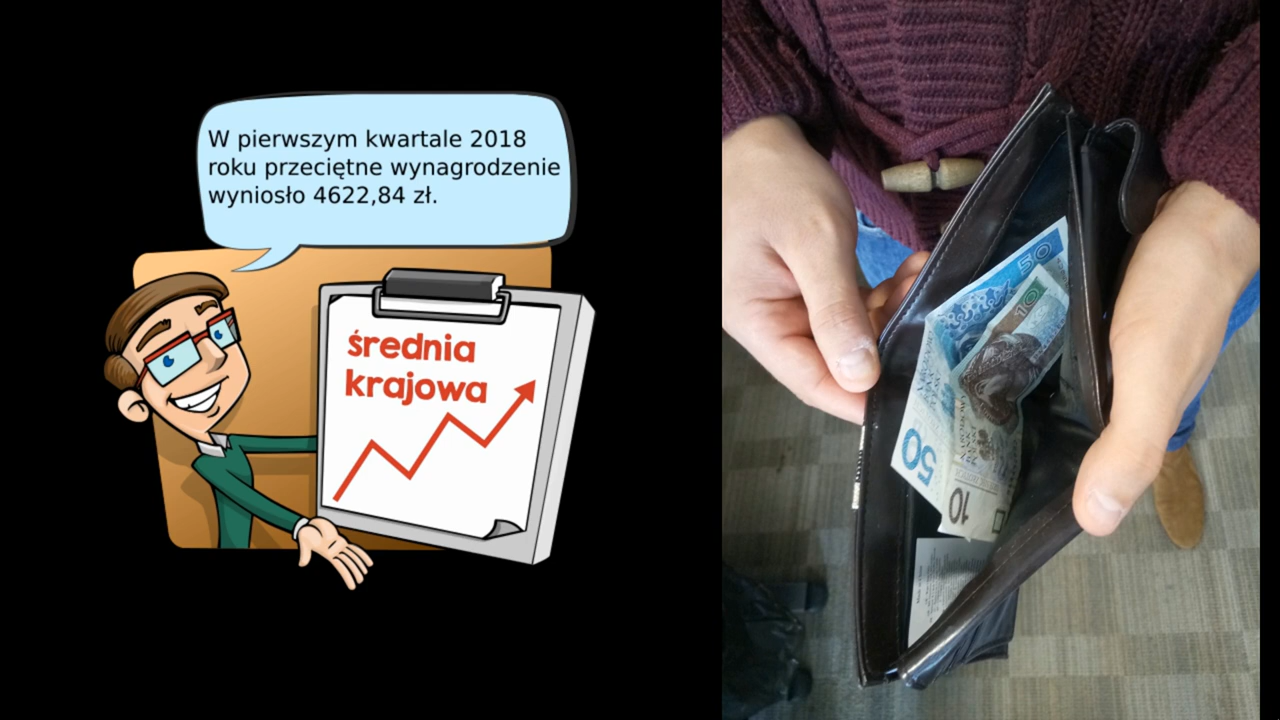 W pierwszym kwartale 2018
roku przeciętne wynagrodzenie
wyniosło 4622,84 zł.
średnia
krajowa
50
10
50
10